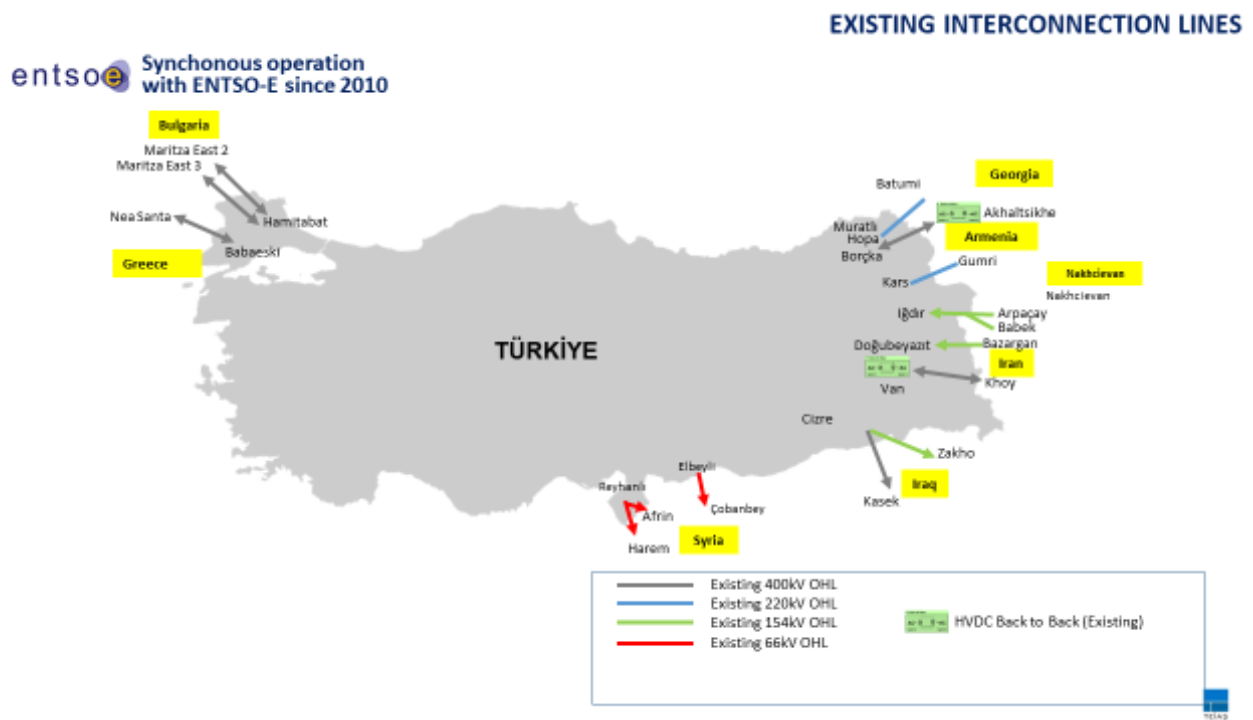 EXISTING INTERCONNECTION LINES
entsoe
Synchonous operation
with ENTSO-E since 2010
Bulgaria
Maritza East 2
Maritza East 3
Nea Santa
Hamitabat
Babaeski
Greece
Georgia
Batumi
Akhaltsikhe
Muratlı
Hopa
Borçka
Armenia
Gumri
Kars
Nakhcievan
Nakhcievan
Iğdır
Arpaçay
Babek
Doğubeyazıt
Bazargan
Iran
Van
Khoy
TÜRKİYE
Cizre
Zakho
Iraq
Kasek
Elbeyli
Çobanbey
Reyhanlı
Afrin
Harem
Syria
Existing 400kV OHL
Existing 220kV OHL
Existing 154kV OHL
Existing 66kV OHL
HVDC Back to Back (Existing)
TEİAŞ